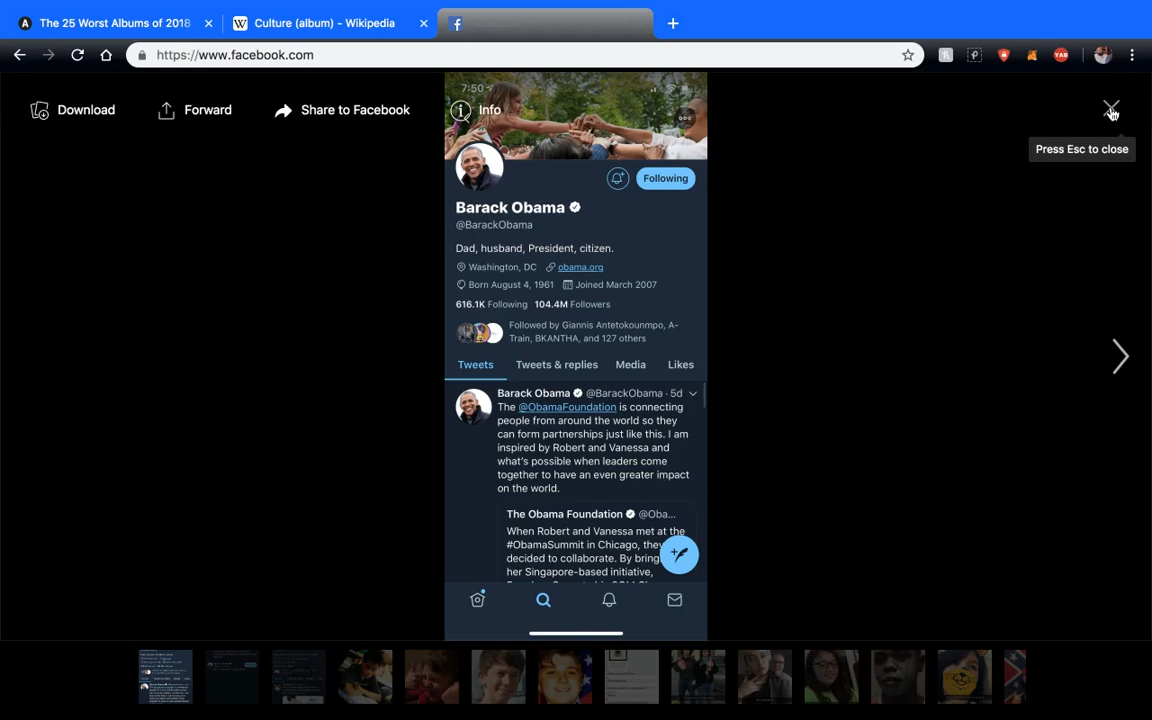 The 25 Worst Albums of 2018
Culture (album) - Wikipedia
https://www.facebook.com
Download
Forward
Share to Facebook
Press Esc to close
7:50
Info
Following
Barack Obama
@BarackObama
Dad, husband, President, citizen.
Washington, DC obama.org
Born August 4, 1961 Joined March 2007
616.1K Following 104.4M Followers
Followed by Giannis Antetokounmpo, A-
Train, BKANTHA, and 127 others
Tweets Tweets & replies Media Likes
Barack Obama @BarackObama · 5d
The @ObamaFoundation is connecting
people from around the world so they
can form partnerships just like this. I am
inspired by Robert and Vanessa and
what's possible when leaders come
together to have an even greater impact
on the world.
The Obama Foundation @Oba...
When Robert and Vanessa met at the
#ObamaSummit in Chicago, they
decided to collaborate. By bring
her Singapore-based initiative,